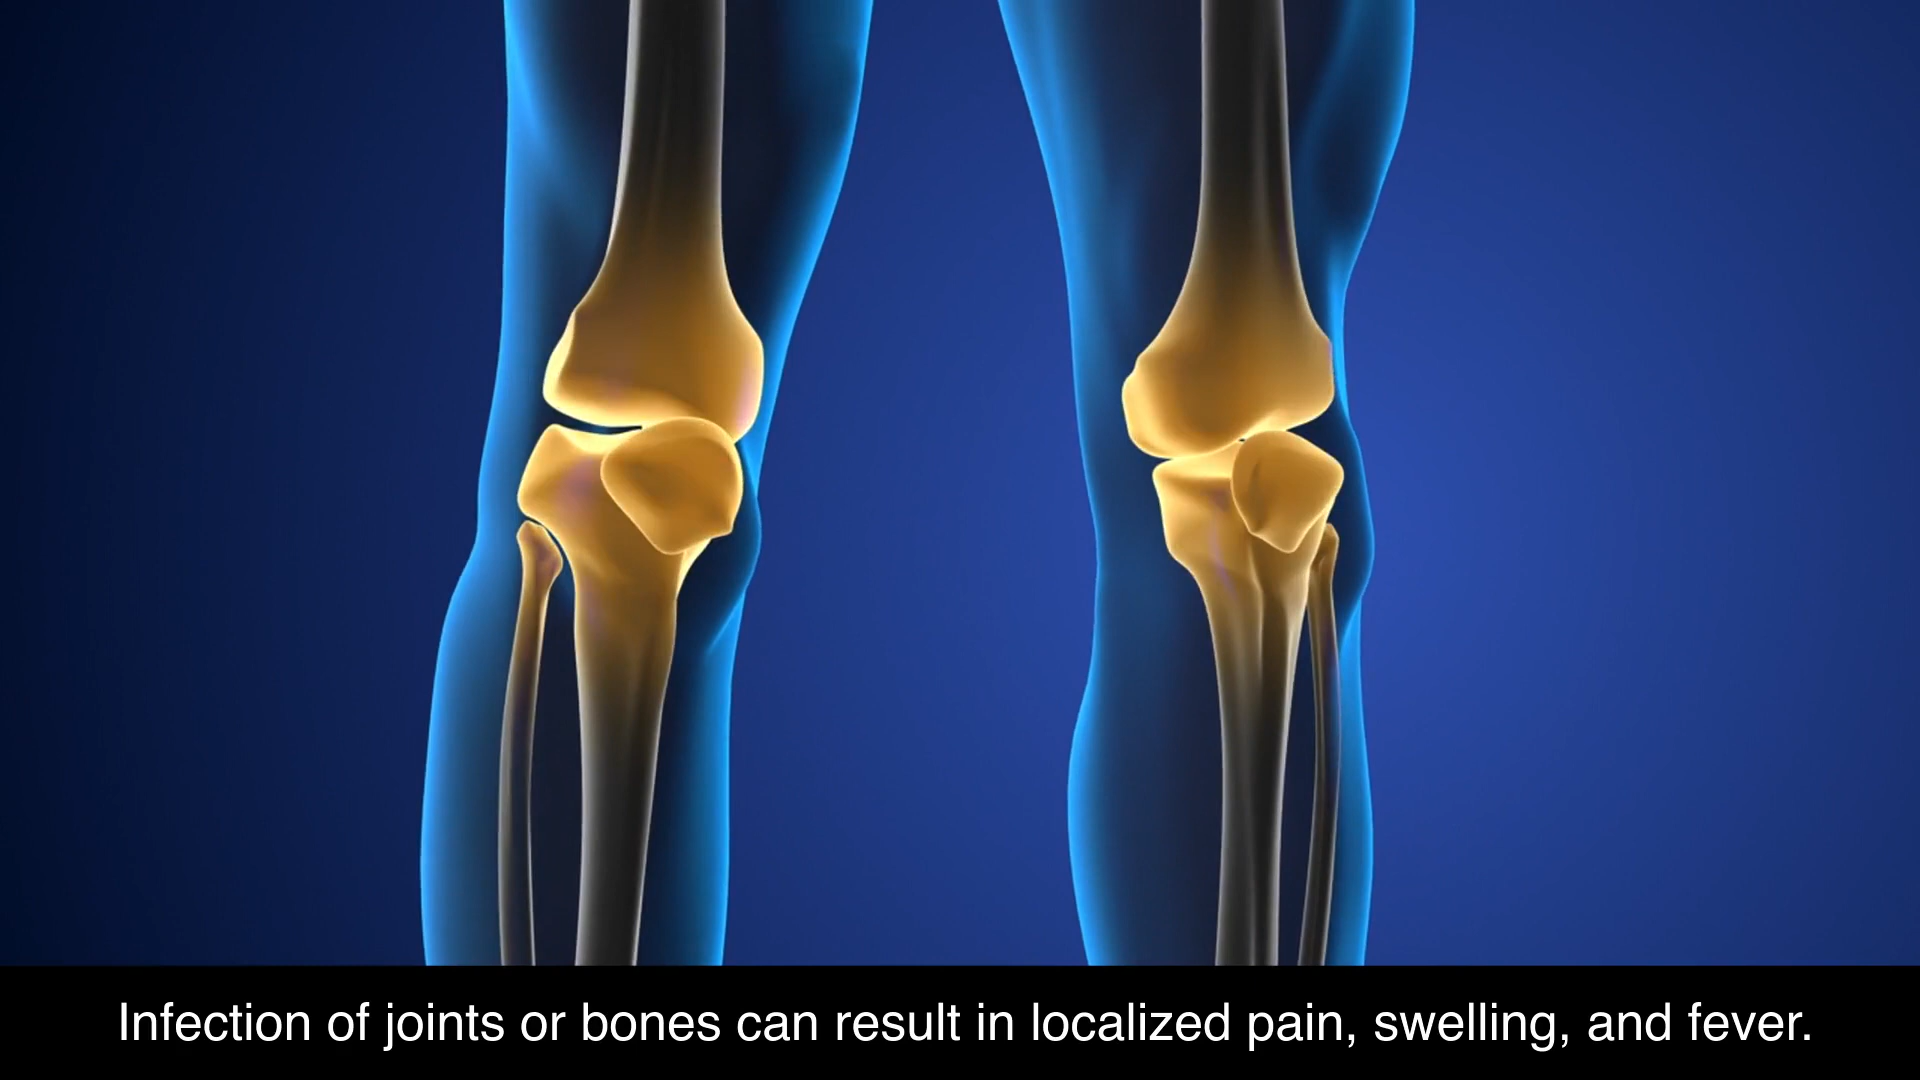 Infection of joints or bones can result in localized pain, swelling, and fever.